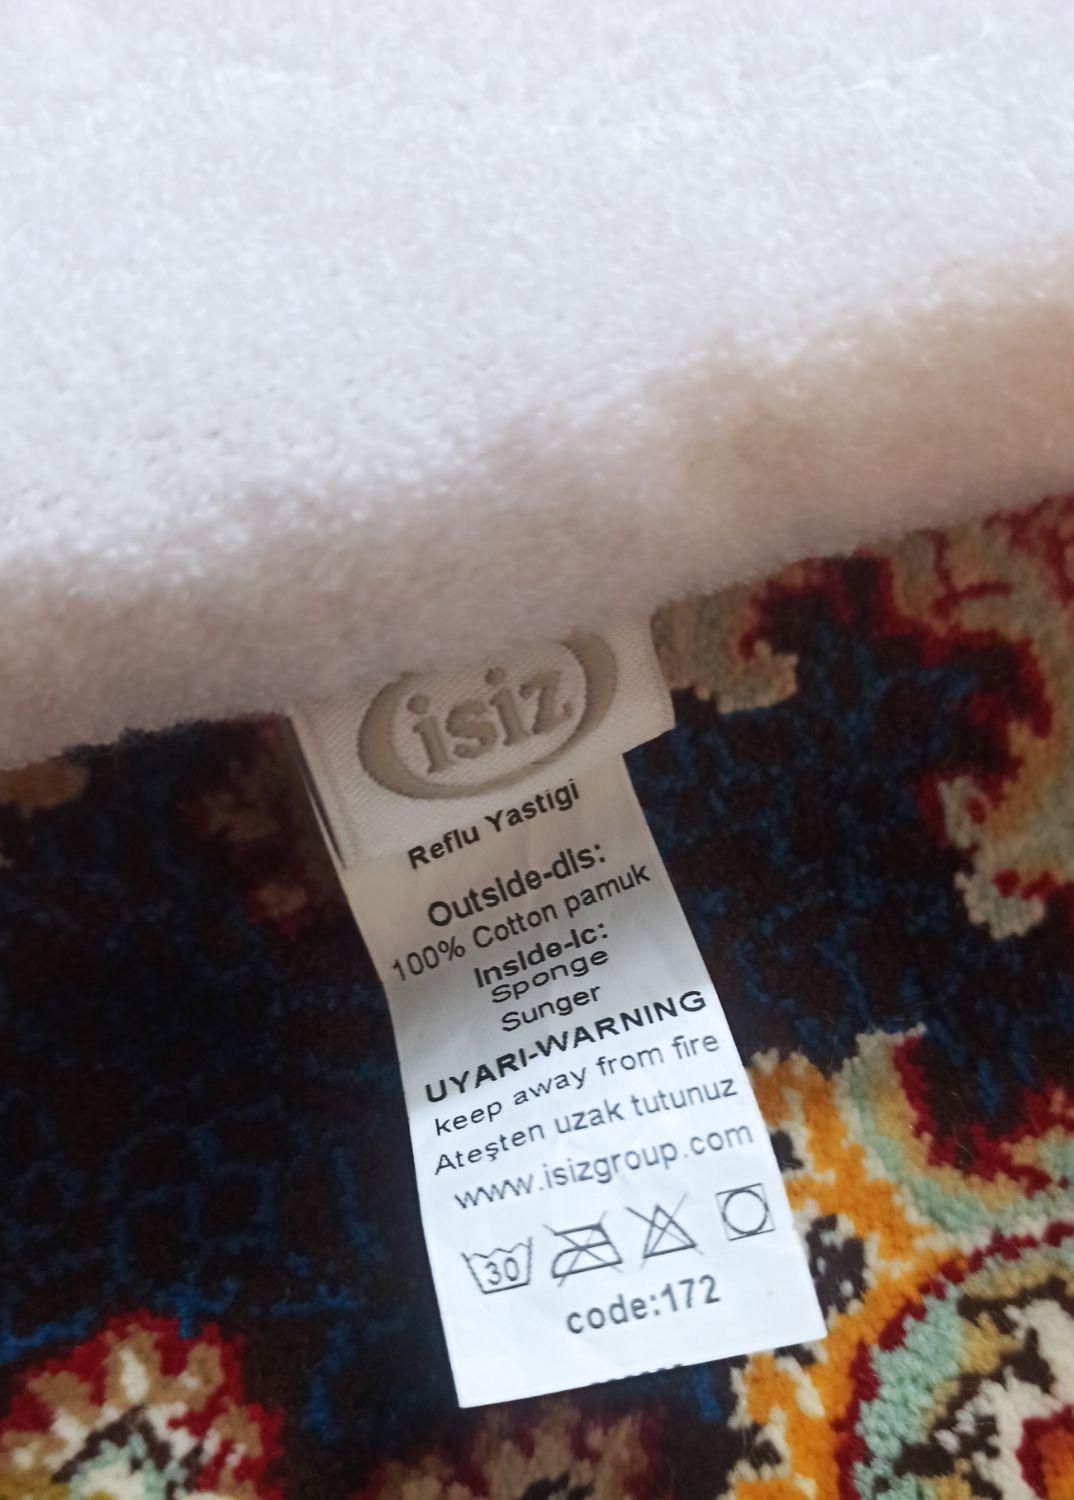 isiz
Reflu Yastigi
Outside-dis:
100% Cotton pamuk
Inside-Ic:
Sponge
Sunger
UYARI-WARNING
keep away from fire
Ateşten uzak tutunuz
www.isizgroup.com
30
code:172